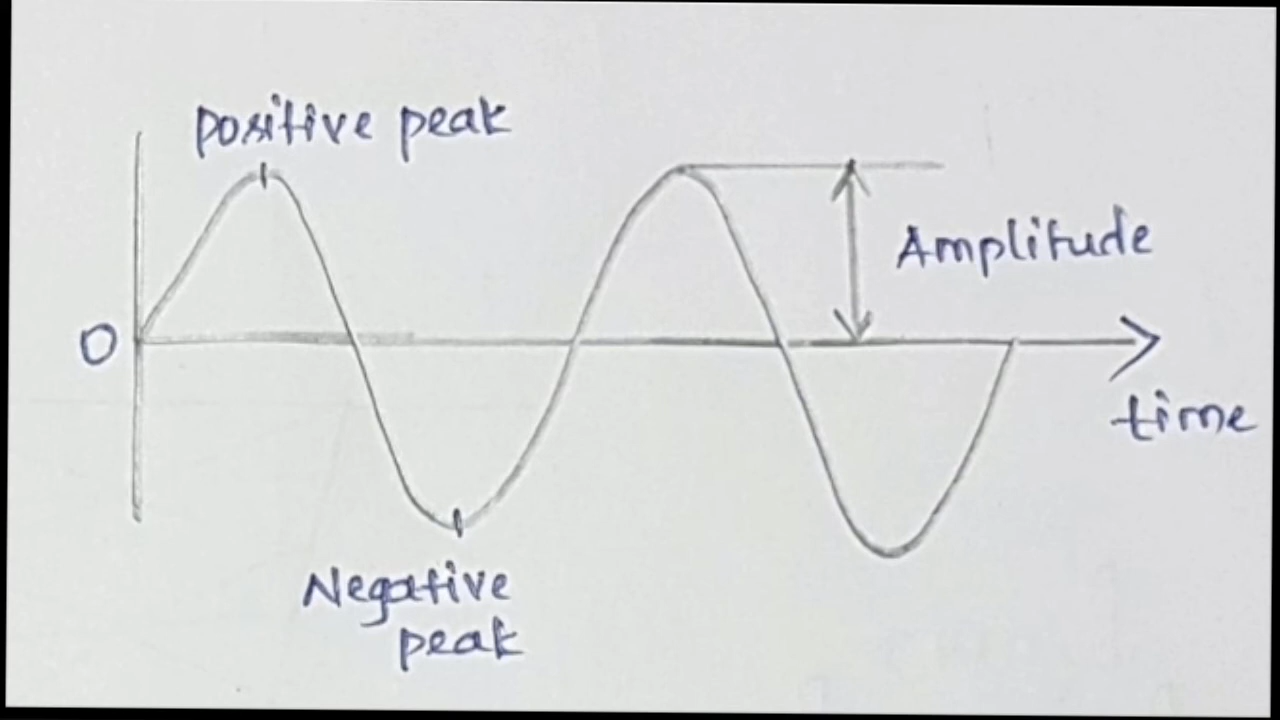 positive peak
Amplitude
0
time
Negative
peak